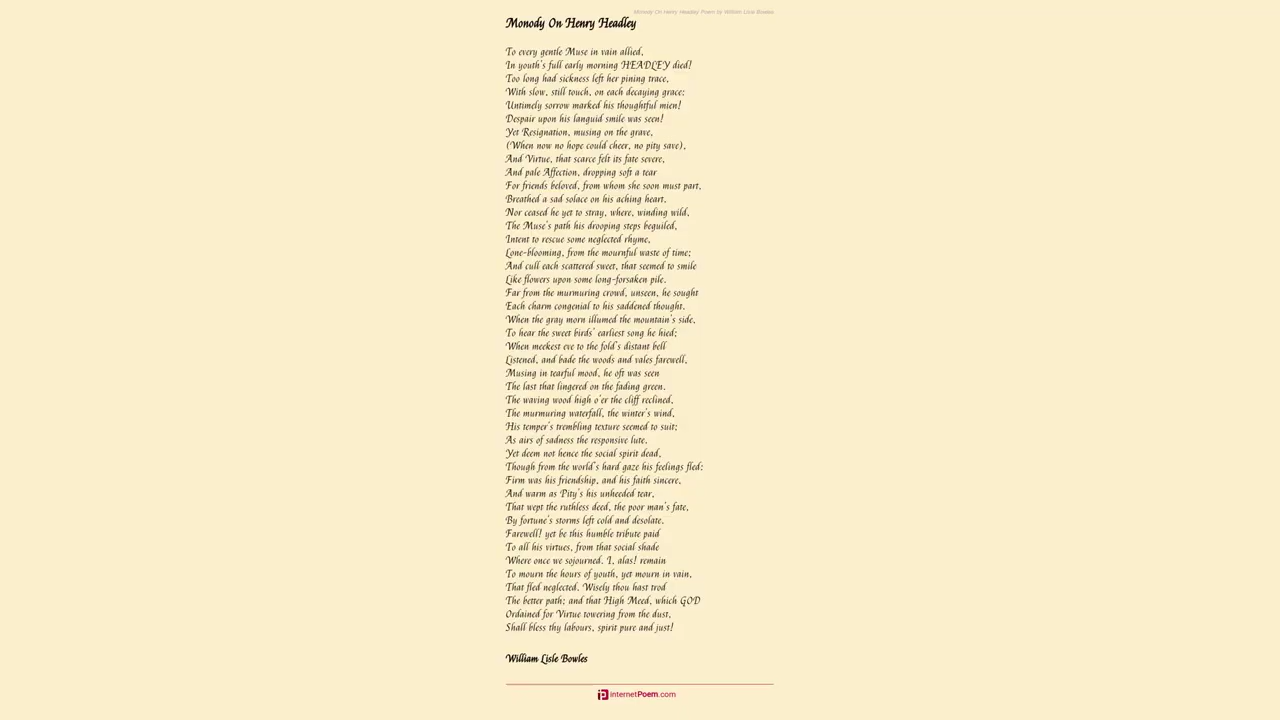 Monody On Henry Headley Poem by William Lisle Bowles
Monody On Henry Headley
To every gentle Muse in vain allied,
In youth's full early morning HEADLEY died!
Too long had sickness left her pining trace,
With slow, still touch, on each decaying grace:
Untimely sorrow marked his thoughtful mien!
Despair upon his languid smile was seen!
Yet Resignation, musing on the grave,
(When now no hope could cheer, no pity save),
And Virtue, that scarce felt its fate severe,
And pale Affection, dropping soft a tear
For friends beloved, from whom she soon must part,
Breathed a sad solace on his aching heart.
Nor ceased he yet to stray, where, winding wild,
The Muse's path his drooping steps beguiled,
Intent to rescue some neglected rhyme,
Lone-blooming, from the mournful waste of time;
And cull each scattered sweet, that seemed to smile
Like flowers upon some long-forsaken pile.
Far from the murmuring crowd, unseen, he sought
Each charm congenial to his saddened thought.
When the gray morn illumed the mountain's side,
To hear the sweet birds' earliest song he hied;
When meekest eve to the fold's distant bell
Listened, and bade the woods and vales farewell,
Musing in tearful mood, he oft was seen
The last that lingered on the fading green.
The waving wood high o'er the cliff reclined,
The murmuring waterfall, the winter's wind,
His temper's trembling texture seemed to suit;
As airs of sadness the responsive lute.
Yet deem not hence the social spirit dead,
Though from the world's hard gaze his feelings fled:
Firm was his friendship, and his faith sincere,
And warm as Pity's his unheeded tear,
That wept the ruthless deed, the poor man's fate,
By fortune's storms left cold and desolate.
Farewell! yet be this humble tribute paid
To all his virtues, from that social shade
Where once we sojourned. I, alas! remain
To mourn the hours of youth, yet mourn in vain,
That fled neglected. Wisely thou hast trod
The better path; and that High Meed, which GOD
Ordained for Virtue towering from the dust,
Shall bless thy labours, spirit pure and just!
William Lisle Bowles
internetPoem.com